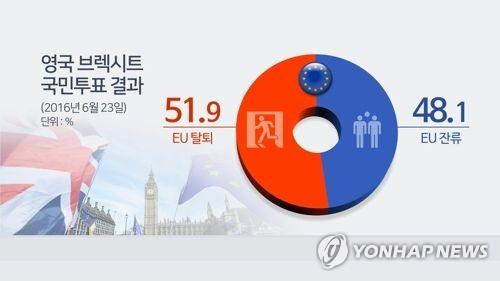 영국 브렉시트
국민투표 결과
(2016년 6월 23일)
단위 : %
51.9
EU 탈퇴
48.1
EU 잔류
YONHAP NEWS